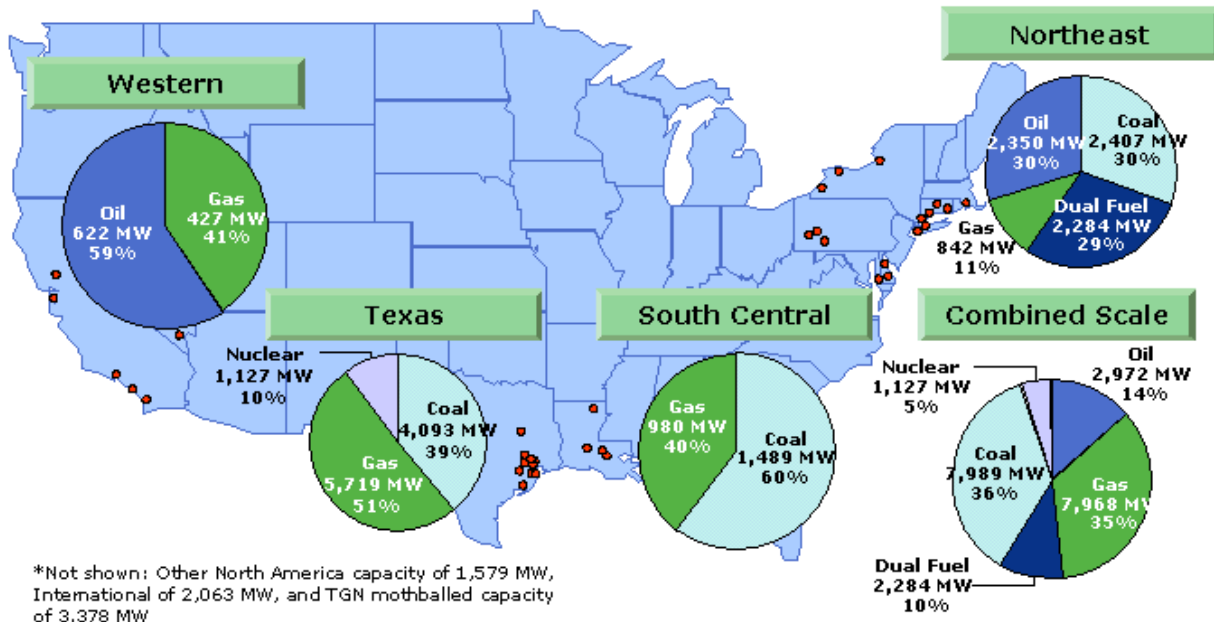 Northeast
Western
Oil
2,350 MW
30%
Coal
2,407 MW
30%
Dual Fuel
2,284 MW
29%
Gas
842 MW
11%
Oil
622 MW
59%
Gas
427 MW
41%
Texas
South Central
Combined Scale
Nuclear
1,127 MW
10%
Coal
4,093 MW
39%
Gas
5,719 MW
51%
Gas
980 MW
40%
Coal
1,489 MW
60%
Nuclear
1,127 MW
5%
Oil
2,972 MW
14%
Coal
7,989 MW
36%
Gas
7,968 MW
35%
Dual Fuel
2,284 MW
10%
*Not shown: Other North America capacity of 1,579 MW,
International of 2,063 MW, and TGN mothballed capacity
of 3,378 MW